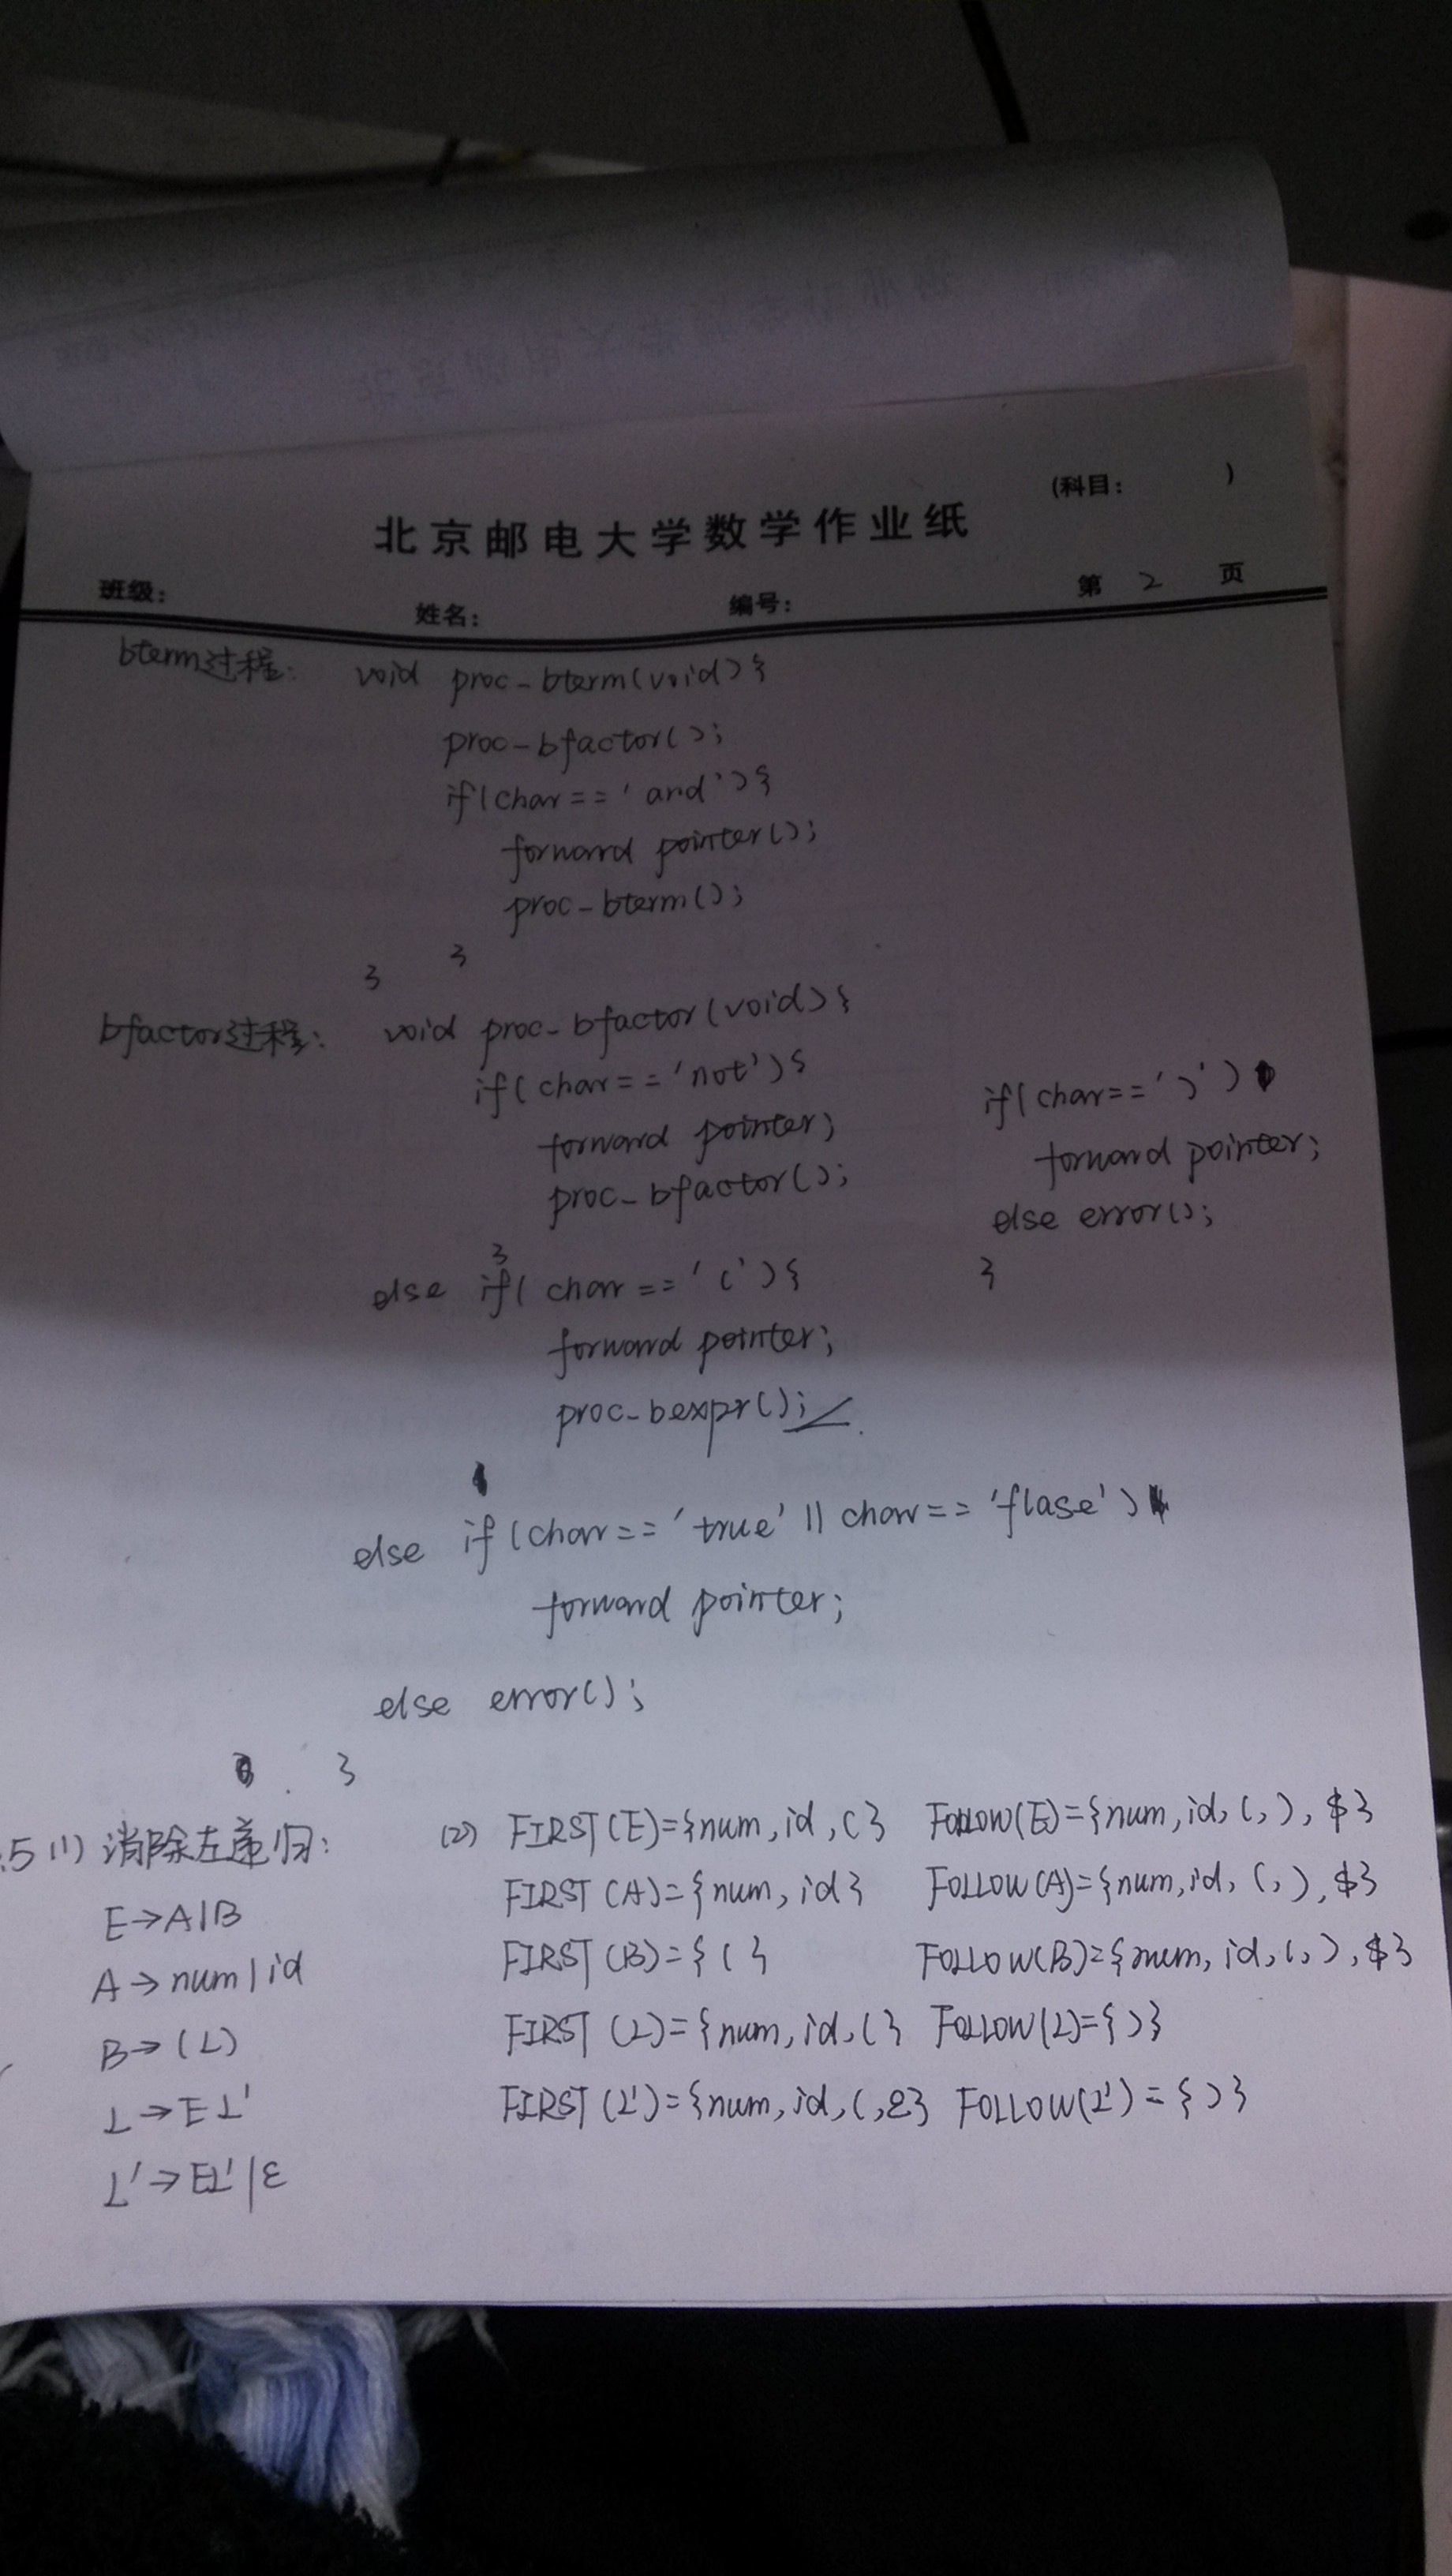 (科目: )
北京邮电大学数学作业纸
班级: 姓名: 编号: 第 2 页
bterm过程: void proc-bterm(void){
proc-bfactor();
if(char=='and'){
forward pointer();
proc-bterm();
}
}
bfactor过程: void proc-bfactor(void){
if(char=='not'){
forward pointer;
proc-bfactor();
}
else if(char=='('){
forward pointer;
proc-bexpr();
if(char==')')
forward pointer;
else error();
}
else if(char=='true'||char=='flase')
forward pointer;
else error();
}
.5 (1) 消除左递归:
E→A|B
A→num|id
B→(L)
L→EL'
L'→EL'|ε
(2) FIRST(E)={num,id,(} FOLLOW(E)={num,id,(,),$}
FIRST(A)={num,id} FOLLOW(A)={num,id,(,),$}
FIRST(B)={(} FOLLOW(B)={num,id,(,),$}
FIRST(L)={num,id,(} FOLLOW(L)={)}
FIRST(L')={num,id,(,ε} FOLLOW(L')={)}